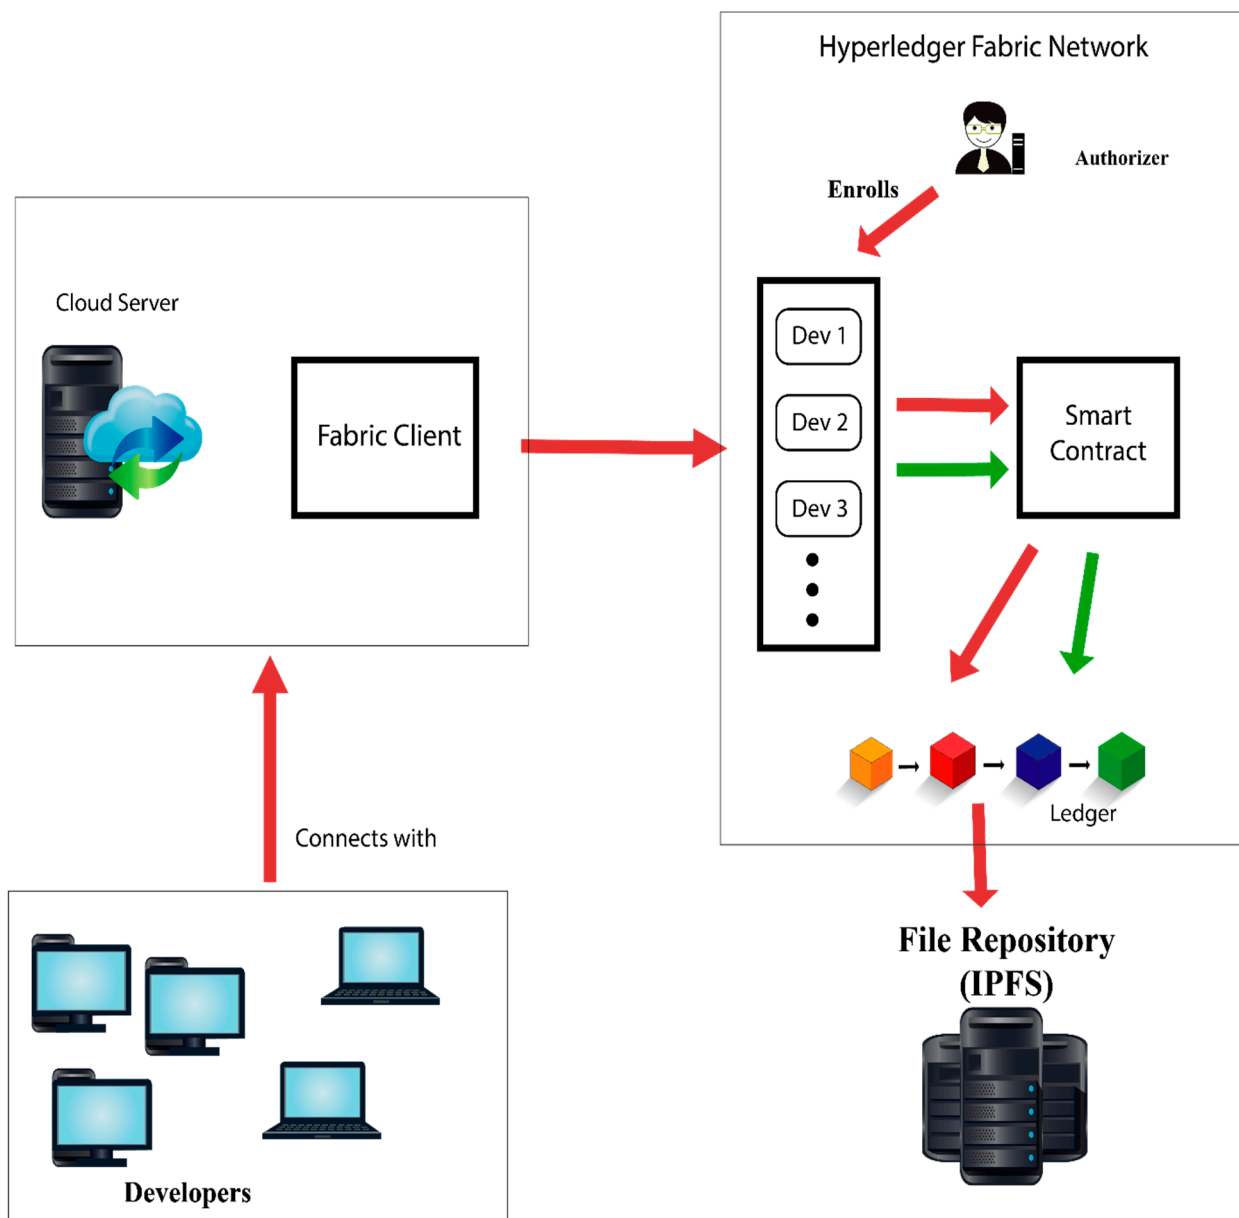 Hyperledger Fabric Network
Authorizer
Enrolls
Cloud Server
Fabric Client
Dev 1
Dev 2
Dev 3
Smart
Contract
Ledger
Connects with
File Repository
(IPFS)
Developers